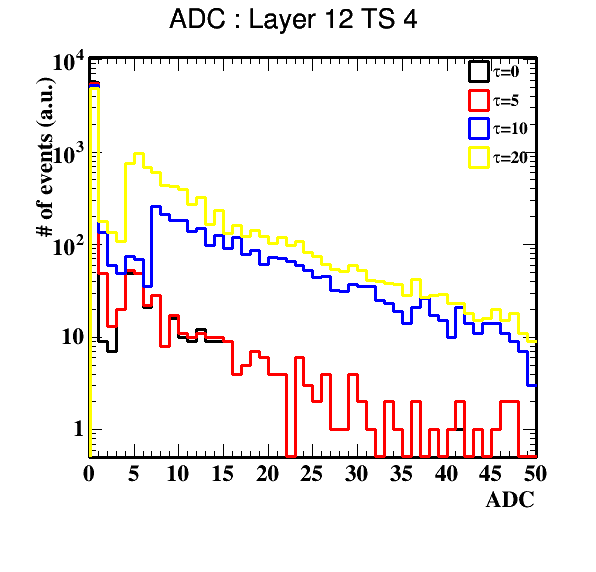 ADC : Layer 12 TS 4
10^4
τ=0
τ=5
τ=10
τ=20
10^3
# of events (a.u.)
10^2
10
1
0 5 10 15 20 25 30 35 40 45 50
ADC